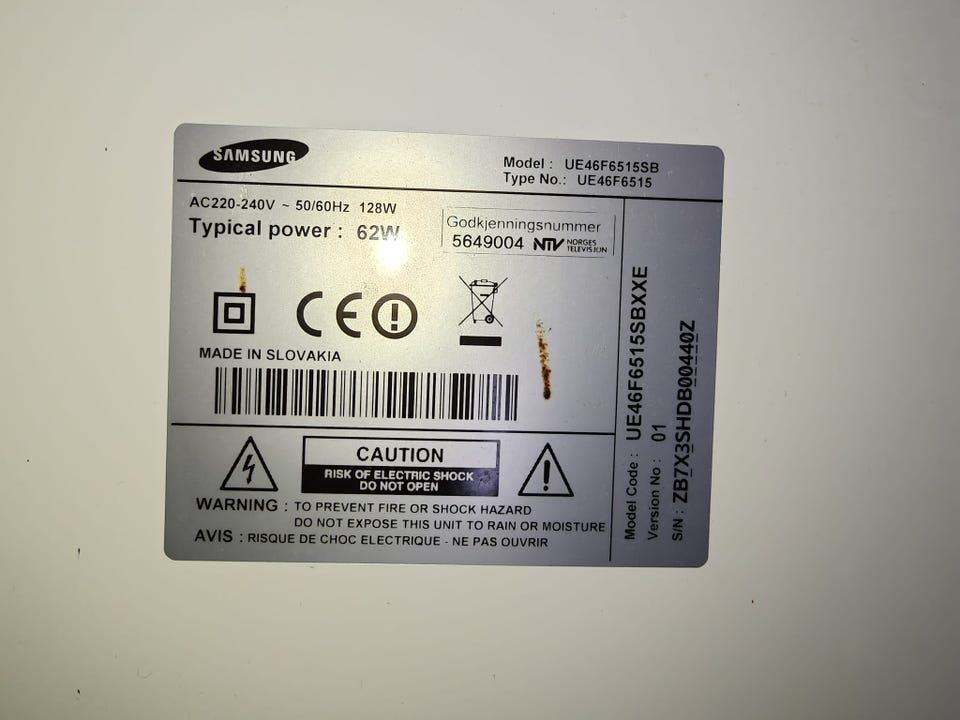 SAMSUNG
Model : UE46F6515SB
Type No.: UE46F6515
AC220-240V ~ 50/60Hz 128W
Typical power : 62W
Godkjenningsnummer
5649004 NTV NORGES
TELEVISJON
CE
MADE IN SLOVAKIA
CAUTION
RISK OF ELECTRIC SHOCK
DO NOT OPEN
WARNING : TO PREVENT FIRE OR SHOCK HAZARD
DO NOT EXPOSE THIS UNIT TO RAIN OR MOISTURE
AVIS : RISQUE DE CHOC ELECTRIQUE - NE PAS OUVRIR
Model Code : UE46F6515SBXXE
Version No : 01
S/N : ZB7X3SHDB00440Z